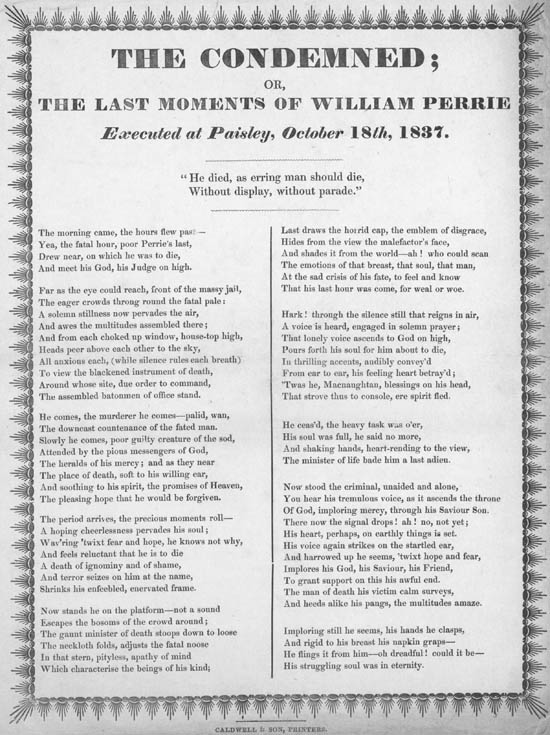 THE CONDEMNED;
OR,
THE LAST MOMENTS OF WILLIAM PERRIE
Executed at Paisley, October 18th, 1837.
"He died, as erring man should die,
Without display, without parade."
The morning came, the hours flew past—
Yea, the fatal hour, poor Perrie's last,
Drew near, on which he was to die,
And meet his God, his Judge on high.
Far as the eye could reach, front of the massy jail,
The eager crowds throng round the fatal pale:
A solemn stillness now pervades the air,
And awes the multitudes assembled there;
And from each choked up window, house-top high,
Heads peer above each other to the sky,
All anxious each, (while silence rules each breath)
To view the blackened instrument of death,
Around whose site, due order to command,
The assembled batonmen of office stand.
He comes, the murderer he comes—palid, wan,
The downcast countenance of the fated man.
Slowly he comes, poor guilty creature of the sod,
Attended by the pious messengers of God,
The heralds of his mercy; and as they near
The place of death, soft to his willing ear,
And soothing to his spirit, the promises of Heaven,
The pleasing hope that he would be forgiven.
The period arrives, the precious moments roll—
A hoping cheerlessness pervades his soul;
Wav'ring 'twixt fear and hope, he knows not why,
And feels reluctant that he is to die
A death of ignominy and of shame,
And terror seizes on him at the name,
Shrinks his enfeebled, enervated frame.
Now stands he on the platform—not a sound
Escapes the bosoms of the crowd around;
The gaunt minister of death stoops down to loose
The neckloth folds, adjusts the fatal noose
In that stern, pityless, apathy of mind
Which characterise the beings of his kind;
Last draws the horrid cap, the emblem of disgrace,
Hides from the view the malefactor's face,
And shades it from the world—ah! who could scan
The emotions of that breast, that soul, that man,
At the sad crisis of his fate, to feel and know
That his last hour was come, for weal or woe.
Hark! through the silence still that reigns in air,
A voice is heard, engaged in solemn prayer;
That lonely voice ascends to God on high,
Pours forth his soul for him about to die,
In thrilling accents, audibly convey'd
From ear to ear, his feeling heart betray'd;
'Twas he, Macnaughtan, blessings on his head,
That strove thus to console, ere spirit fled.
He ceas'd, the heavy task was o'er,
His soul was full, he said no more,
And shaking hands, heart-rending to the view,
The minister of life bade him a last adieu.
Now stood the criminal, unaided and alone,
You hear his tremulous voice, as it ascends the throne
Of God, imploring mercy, through his Saviour Son.
There now the signal drops! ah! no, not yet;
His heart, perhaps, on earthly things is set.
His voice again strikes on the startled ear,
And harrowed up he seems, 'twixt hope and fear,
Implores his God, his Saviour, his Friend,
To grant support on this his awful end.
The man of death his victim calm surveys,
And heeds alike his pangs, the multitudes amaze.
Imploring still he seems, his hands he clasps,
And rigid to his breast his napkin graps—
He flings it from him—oh dreadful! could it be—
His struggling soul was in eternity.
CALDWELL & SON, PRINTERS.